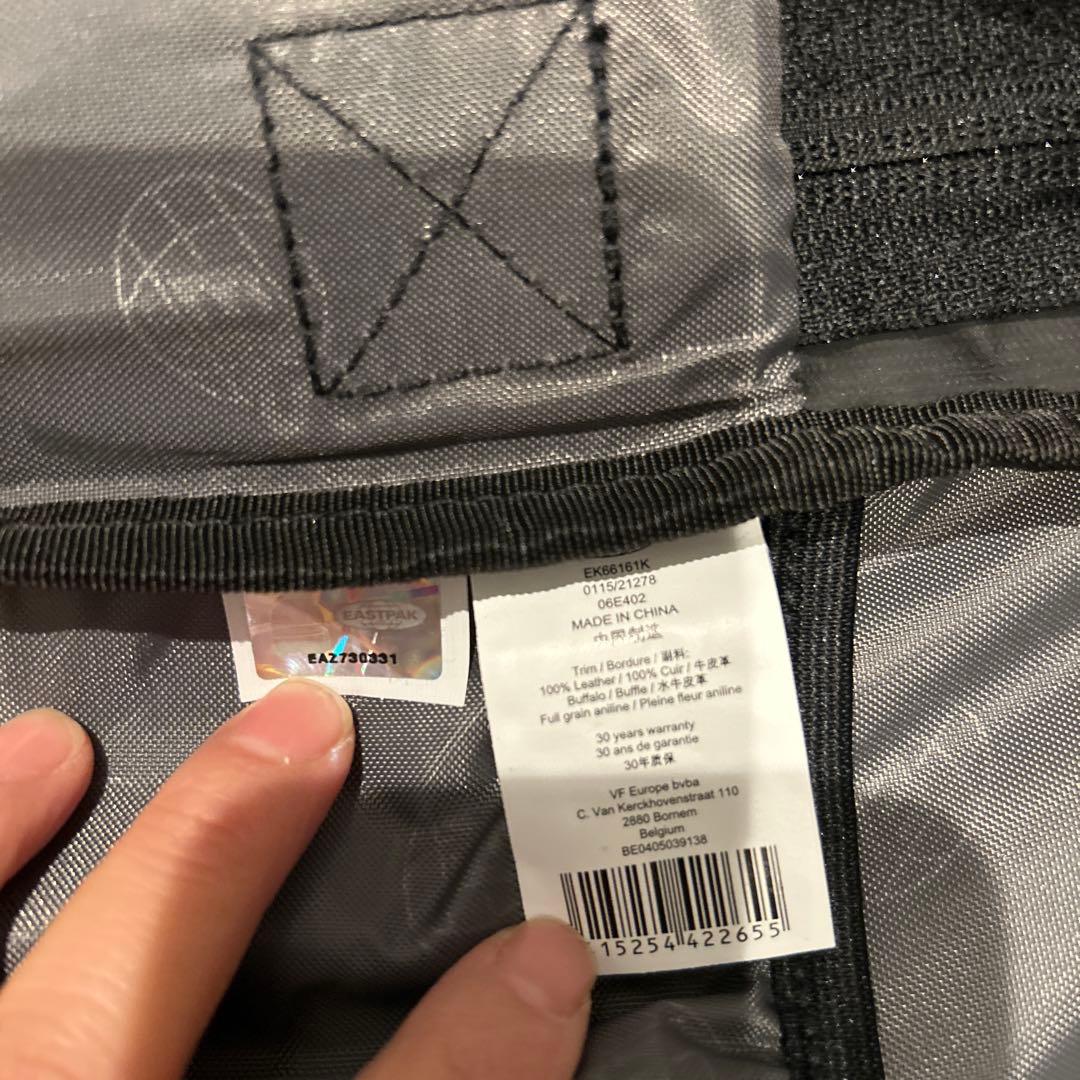 EASTPAK
EA2730331
EK66161K
0115/21278
06E402
MADE IN CHINA
中国制造
Trim / Bordure / 副料:
100% Leather / 100% Cuir / 牛皮革
Buffalo / Buffle / 水牛皮革
Full grain aniline / Pleine fleur aniline
30 years warranty
30 ans de garantie
30年质保
VF Europe bvba
C. Van Kerckhovenstraat 110
2880 Bornem
Belgium
BE0405039138
15254 422655